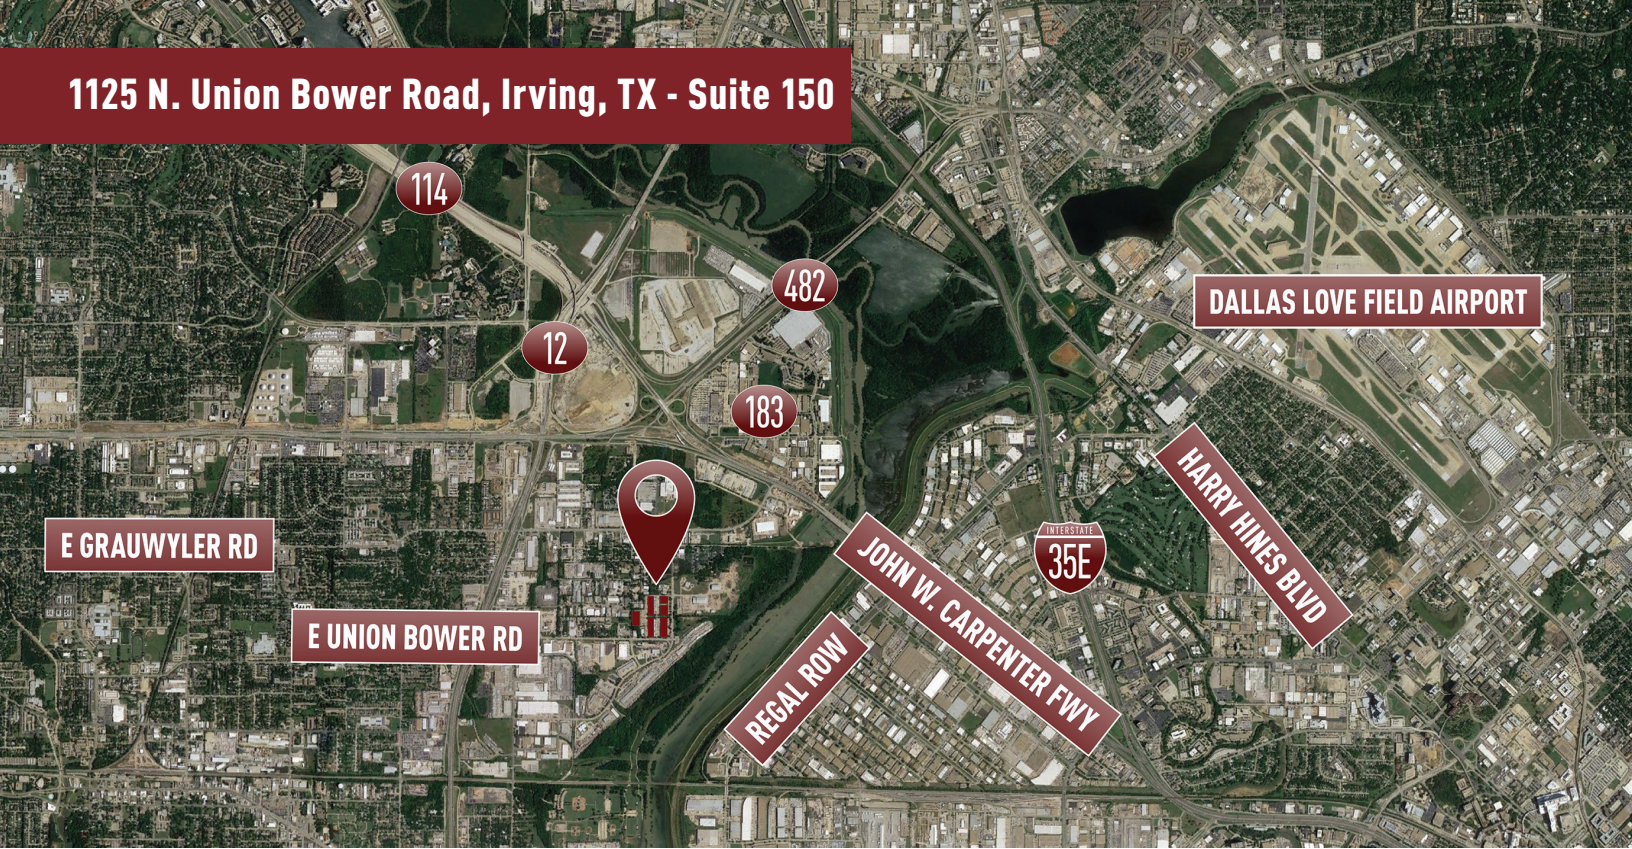 1125 N. Union Bower Road, Irving, TX - Suite 150
114
482
DALLAS LOVE FIELD AIRPORT
12
183
HARRY HINES BLVD
E GRAUWYLER RD
INTERSTATE
35E
JOHN W. CARPENTER FWY
E UNION BOWER RD
REGAL ROW